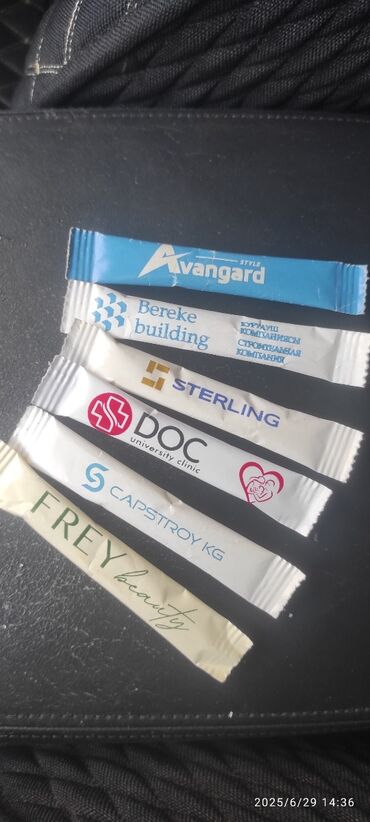 STYLE
Avangard
Bereke
building
КУРУЛУШ
КОМПАНИЯСЫ
СТРОИТЕЛЬНАЯ
КОМПАНИЯ
STERLING
DOC
university clinic
CAPSTROY KG
FREY
beauty
2025/6/29 14:36